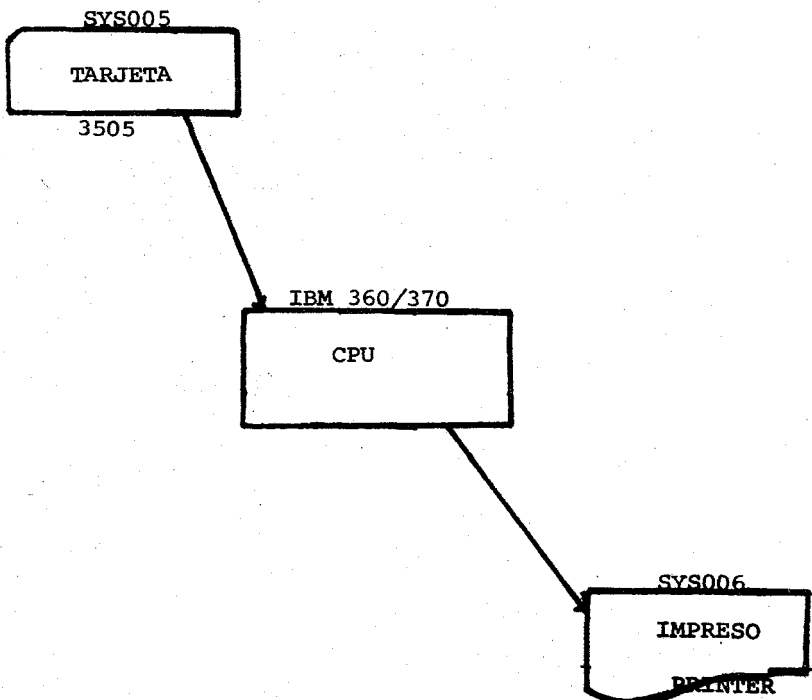 SYS005
TARJETA
3505
IBM 360/370
CPU
SYS006
IMPRESO
PRINTER